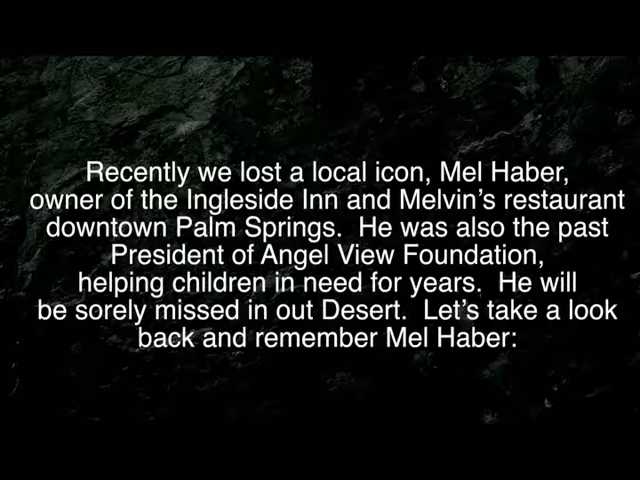 Recently we lost a local icon, Mel Haber,
owner of the Ingleside Inn and Melvin’s restaurant
downtown Palm Springs.  He was also the past
President of Angel View Foundation,
helping children in need for years.  He will
be sorely missed in out Desert.  Let’s take a look
back and remember Mel Haber: